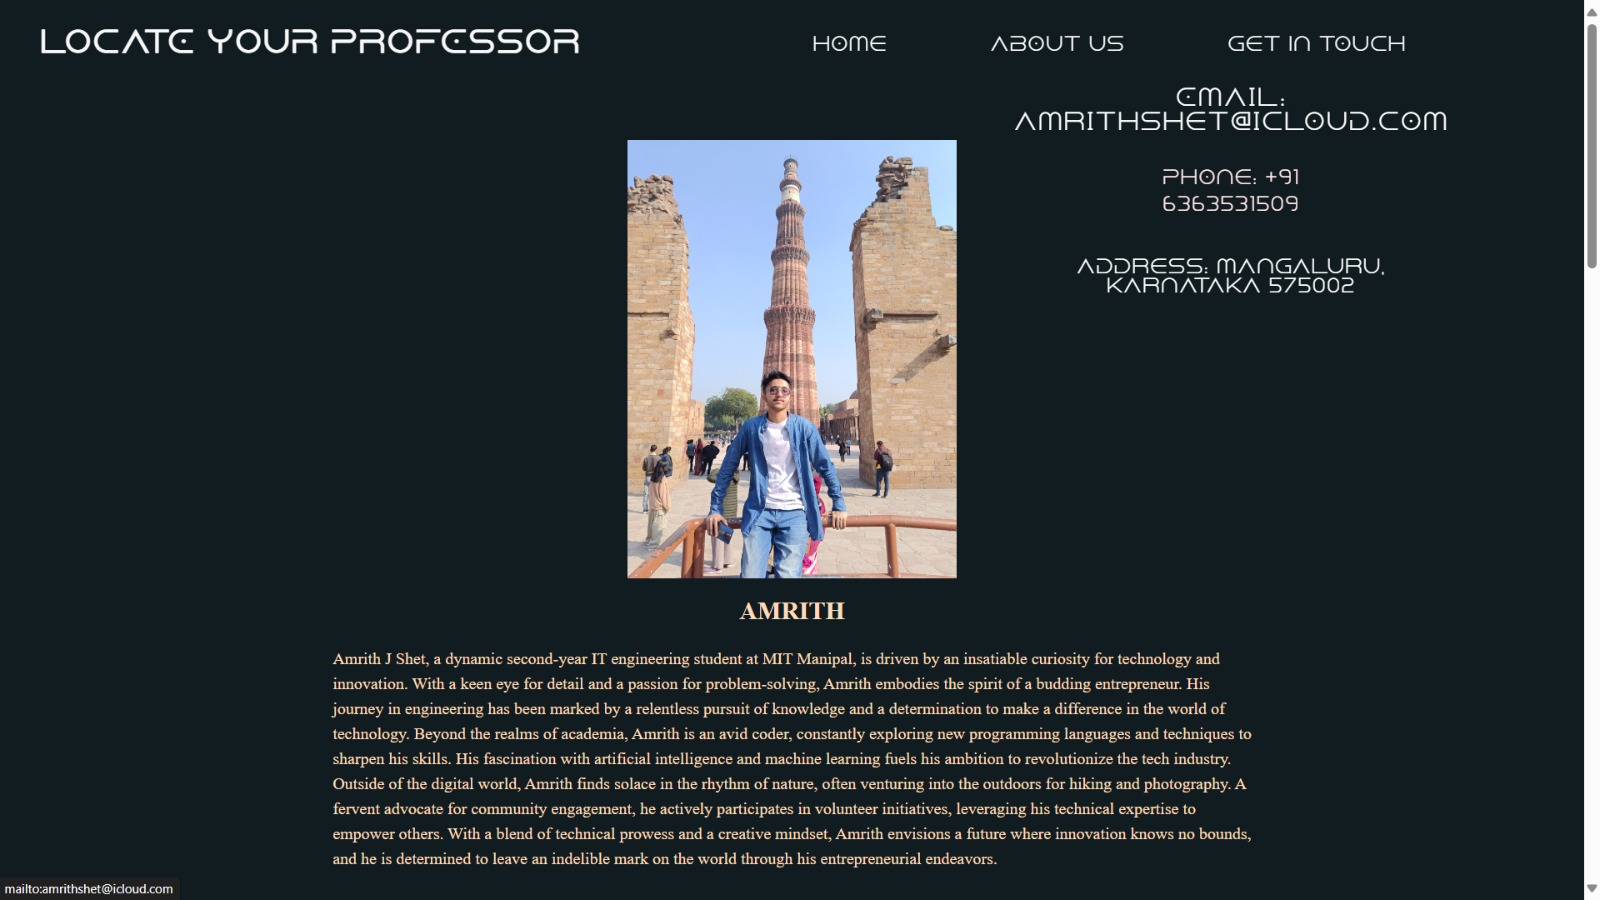 LOCATE YOUR PROFESSOR
HOME
ABOUT US
GET IN TOUCH
EMAIL:
AMRITHSHET@ICLOUD.COM
PHONE: +91
6363531509
ADDRESS: MANGALURU,
KARNATAKA 575002
AMRITH
Amrith J Shet, a dynamic second-year IT engineering student at MIT Manipal, is driven by an insatiable curiosity for technology and
innovation. With a keen eye for detail and a passion for problem-solving, Amrith embodies the spirit of a budding entrepreneur. His
journey in engineering has been marked by a relentless pursuit of knowledge and a determination to make a difference in the world of
technology. Beyond the realms of academia, Amrith is an avid coder, constantly exploring new programming languages and techniques to
sharpen his skills. His fascination with artificial intelligence and machine learning fuels his ambition to revolutionize the tech industry.
Outside of the digital world, Amrith finds solace in the rhythm of nature, often venturing into the outdoors for hiking and photography. A
fervent advocate for community engagement, he actively participates in volunteer initiatives, leveraging his technical expertise to
empower others. With a blend of technical prowess and a creative mindset, Amrith envisions a future where innovation knows no bounds,
and he is determined to leave an indelible mark on the world through his entrepreneurial endeavors.
mailto:amrithshet@icloud.com